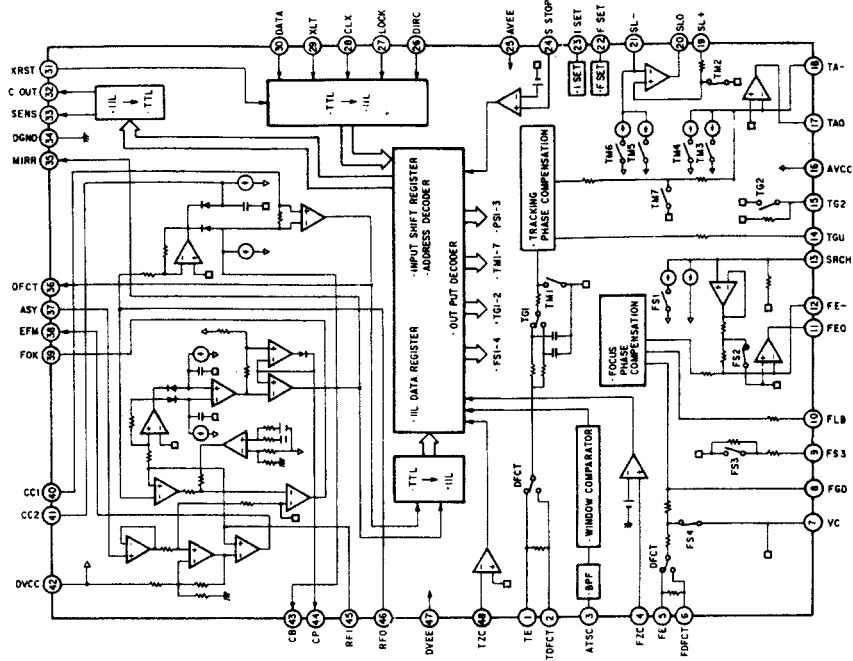 30 DATA
29 XLT
28 CLX
27 LOCK
26 DIRC
25 AVEE
24 S STOP
23 I SET
22 F SET
21 SL-
20 SLO
19 SL+
XRST 31
C OUT 32
SENS 33
DGND 34
MIRR 35
DFCT 36
ASY 37
EFM 38
FOK 39
CC1 40
CC2 41
DVCC 42
18 TA-
17 TAO
16 AVCC
15 TG2
14 TGU
13 SRCH
12 FE-
11 FEO
10 FLB
9 FS3
8 FGD
7 VC
CB 43
CP 44
RFI 45
RFO 46
DVEE 47
TZC 48
TE 1
TDFCT 2
ATSC 3
FZC 4
FE 5
FDFCT 6
·IIL
TTL
·TTL
·IIL
·I SET
·F SET
·IIL DATA REGISTER
·INPUT SHIFT REGISTER
·ADDRESS DECODER
·OUT PUT DECODER
·FS1-4
·TG1-2
·TM1-7
·PS1-3
·TTL
·IIL
·TRACKING
PHASE COMPENSATION
·FOCUS
PHASE
COMPENSATION
·WINDOW COMPARATOR
·BPF
TM6
TM5
TM4
TM3
TM2
TM7
TG2
TG1
TM1
FS1
FS2
FS3
FS4
DFCT
DFCT